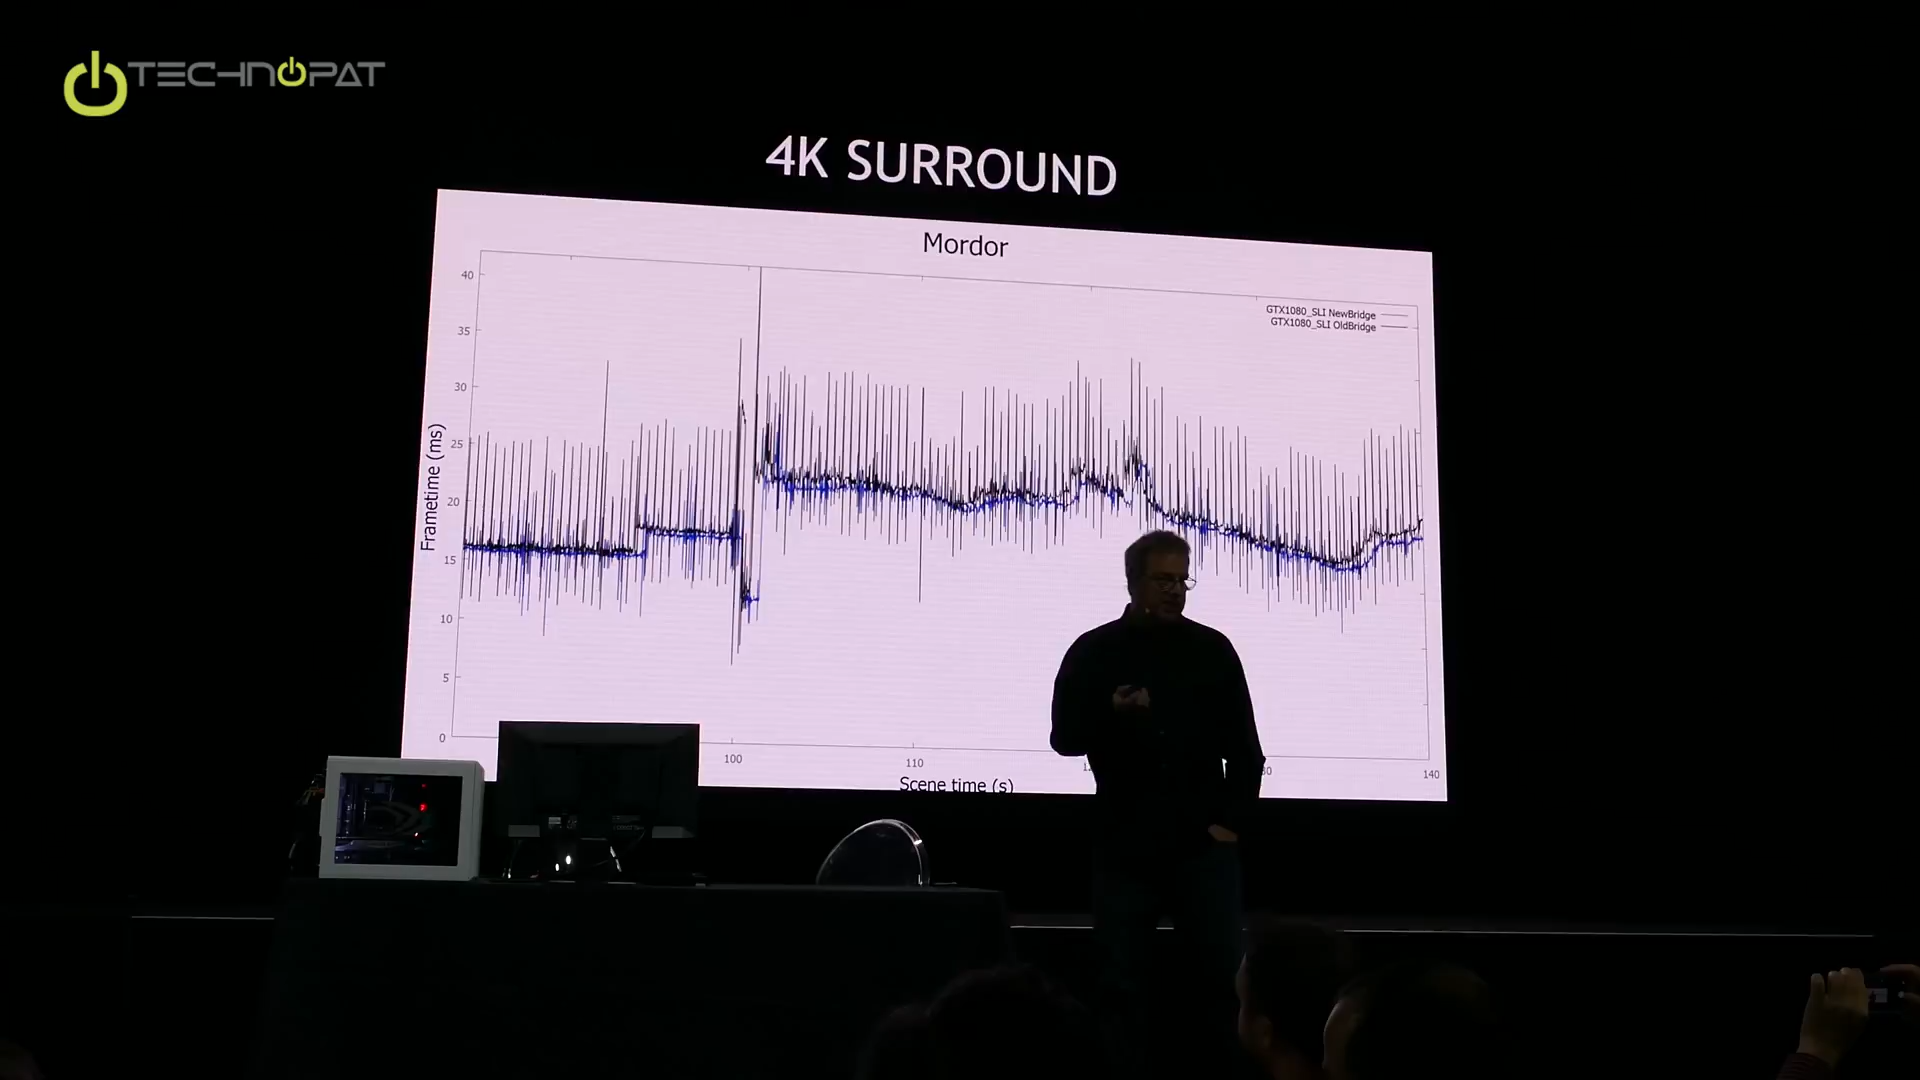 TECHNOPAT
4K SURROUND
Mordor
GTX1080_SLI NewBridge
GTX1080_SLI OldBridge
Frametime (ms)
40
35
30
25
20
15
10
5
0
100
110
140
Scene time (s)